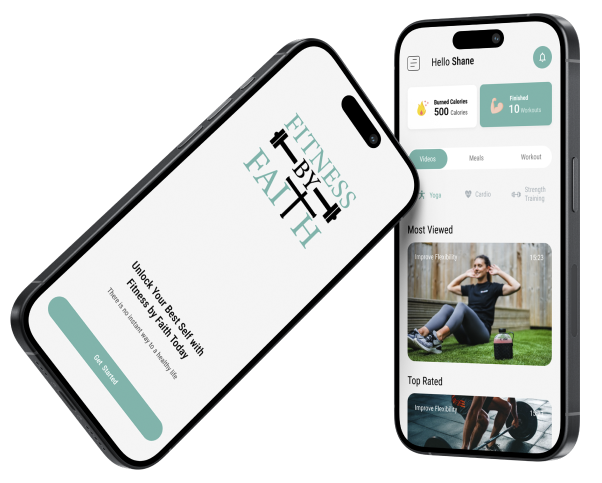 FITNESS
BY
FAITH
Unlock Your Best Self with
Fitness by Faith Today
There is no instant way to a healthy life
Get Started
Hello Shane
Burned Calories
500 Calories
Finished
10 Workouts
Videos
Meals
Workout
Yoga
Cardio
Strength
Training
Most Viewed
Improve Flexibility
15:23
Top Rated
Improve Flexibility